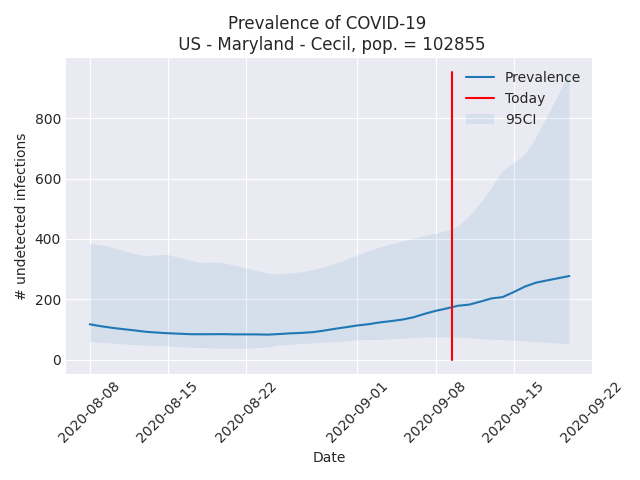 Prevalence of COVID-19
US - Maryland - Cecil, pop. = 102855
Prevalence
Today
95CI
800
600
400
200
0
# undetected infections
2020-08-08
2020-08-15
2020-08-22
2020-09-01
2020-09-08
2020-09-15
2020-09-22
Date